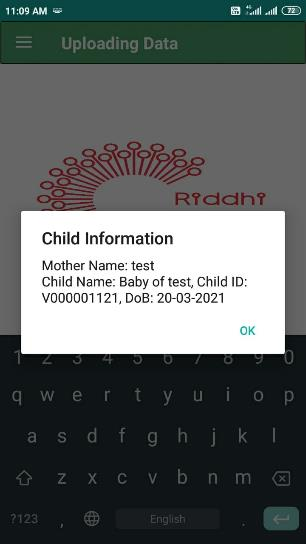 11:09 AM
4G
72
Uploading Data
Riddhi
Child Information
Mother Name: test
Child Name: Baby of test, Child ID:
V000001121, DoB: 20-03-2021
OK
1 2 3 4 5 6 7 8 9 0
q w e r t y u i o p
a s d f g h j k l
z x c v b n m
?123 , English .